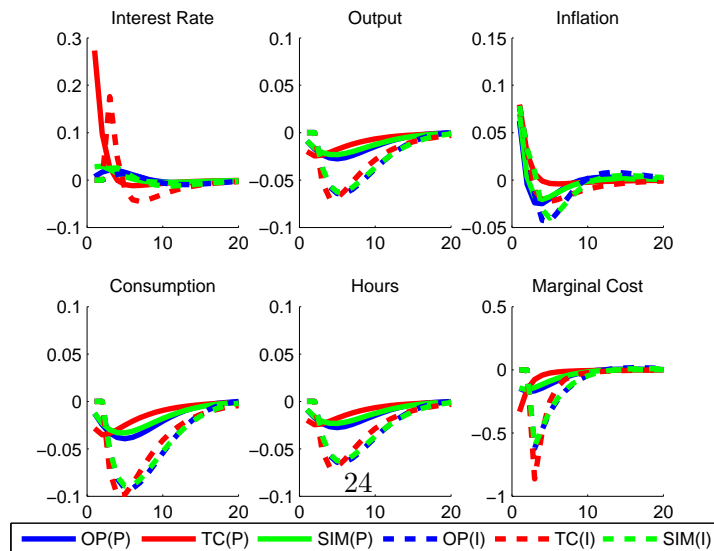 Interest Rate Output Inflation
0.3 0.1 0.15
0.2 0.05 0.1
0.1 0 0.05
0 −0.05 0
−0.1 −0.1 −0.05
0 10 20 0 10 20 0 10 20
Consumption Hours Marginal Cost
0.1 0.1 0.5
0.05 0.05 0
0 0 −0.5
−0.05 −0.05 −1
−0.1 −0.1
0 10 20 0 10 20 0 10 20
24
OP(P) TC(P) SIM(P) OP(I) TC(I) SIM(I)